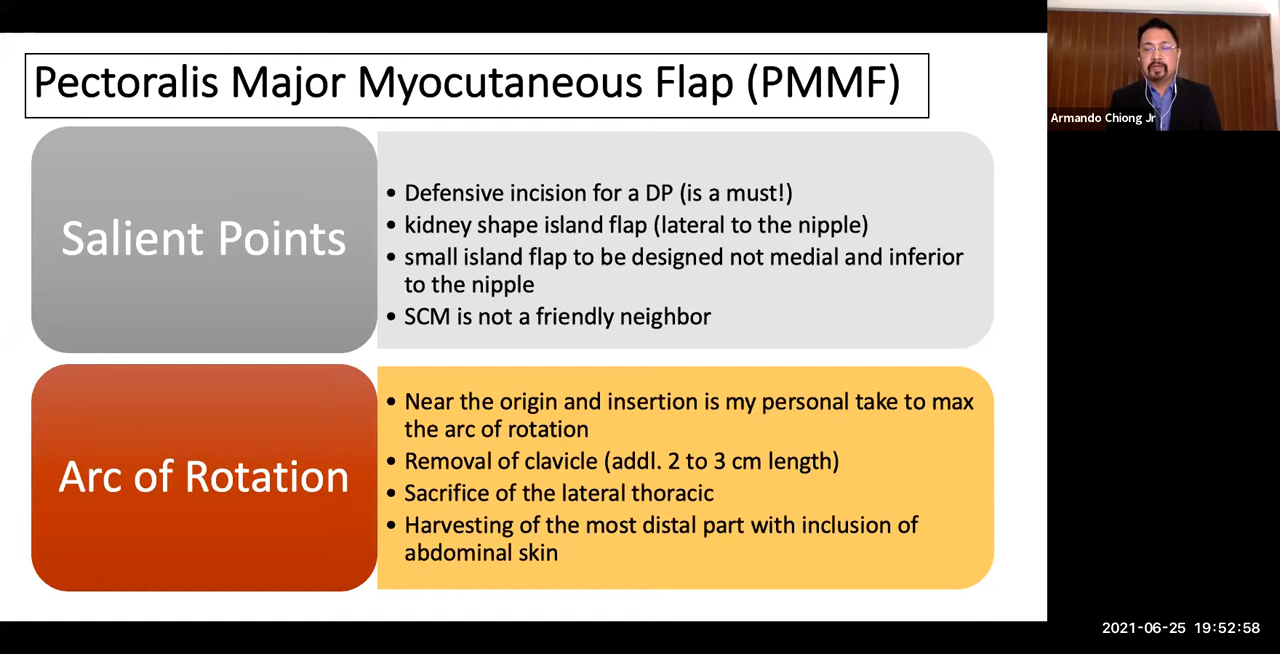 Pectoralis Major Myocutaneous Flap (PMMF)
Salient Points
• Defensive incision for a DP (is a must!)
• kidney shape island flap (lateral to the nipple)
• small island flap to be designed not medial and inferior
to the nipple
• SCM is not a friendly neighbor
Arc of Rotation
• Near the origin and insertion is my personal take to max
the arc of rotation
• Removal of clavicle (addl. 2 to 3 cm length)
• Sacrifice of the lateral thoracic
• Harvesting of the most distal part with inclusion of
abdominal skin
Armando Chiong Jr
2021-06-25 19:52:58